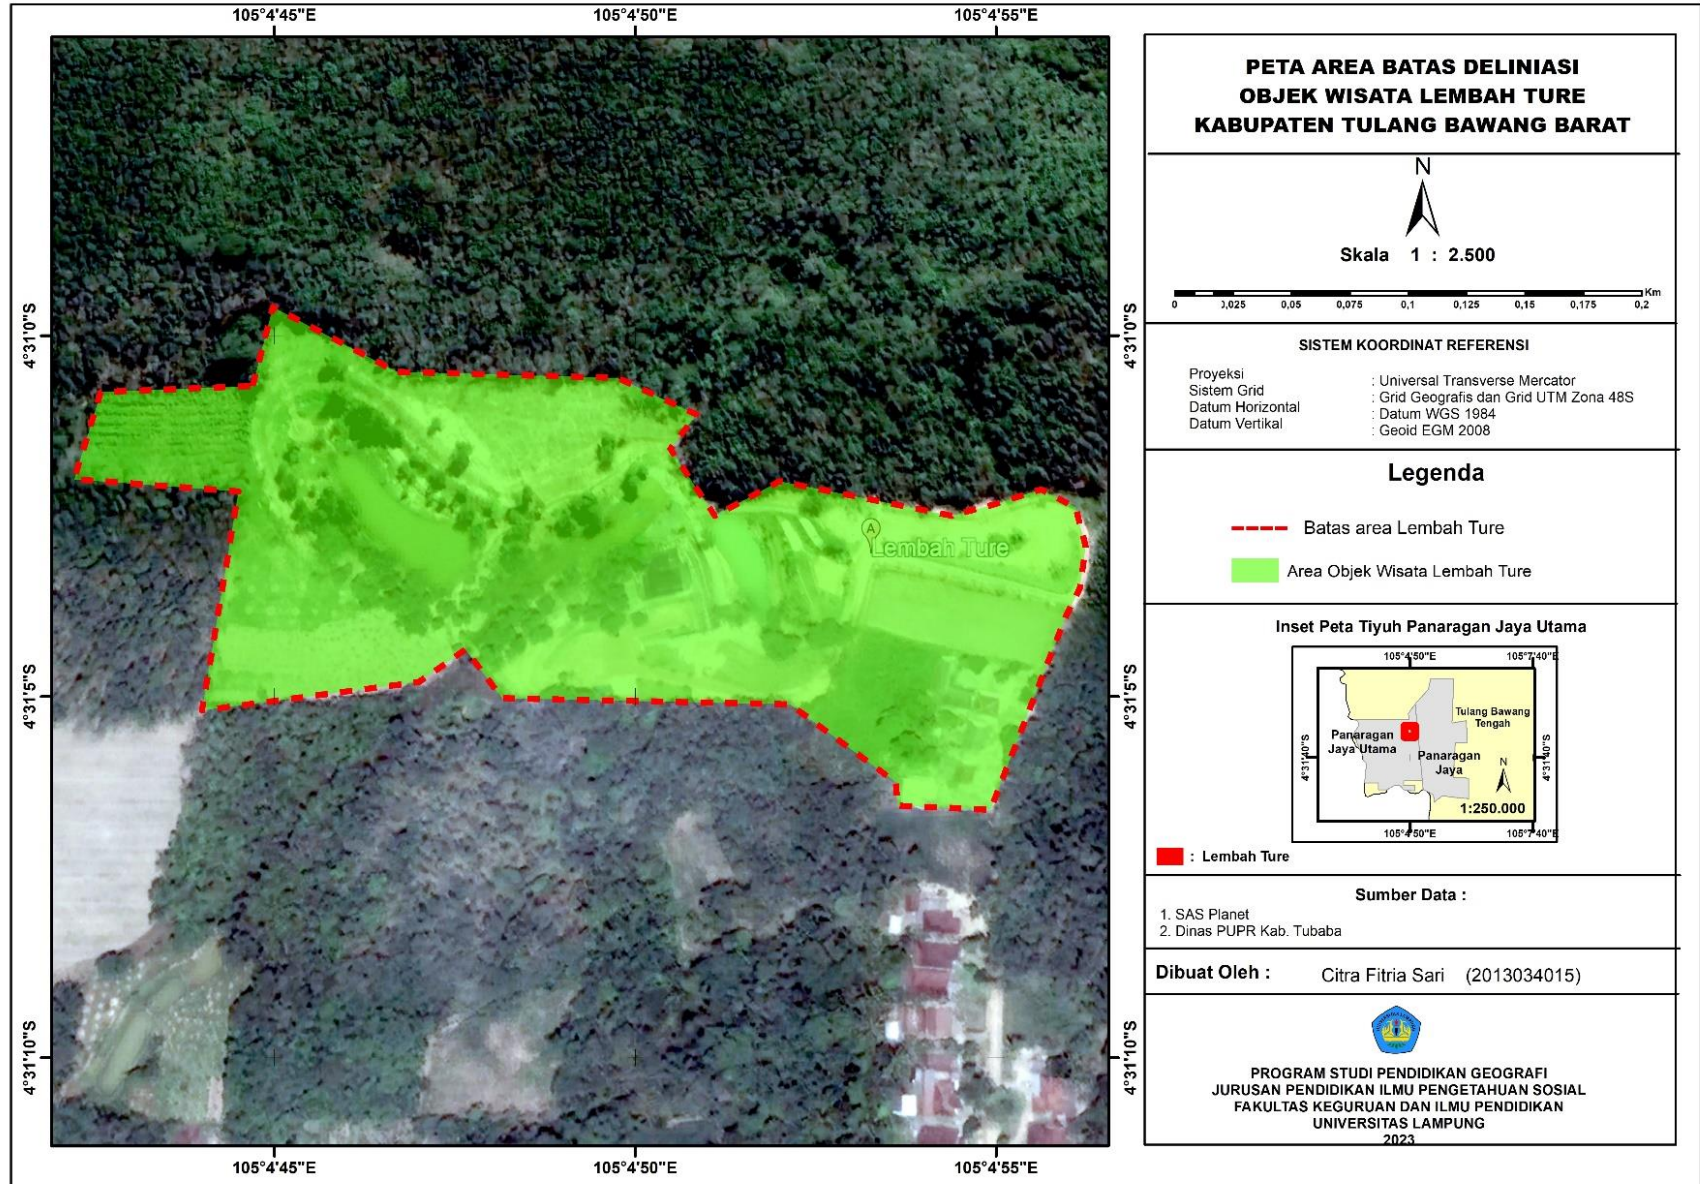 105°4'45"E 105°4'50"E 105°4'55"E
4°31'0"S
4°31'5"S
4°31'10"S
4°31'0"S
4°31'5"S
4°31'10"S
A
Lembah Ture
105°4'45"E 105°4'50"E 105°4'55"E
PETA AREA BATAS DELINIASI
OBJEK WISATA LEMBAH TURE
KABUPATEN TULANG BAWANG BARAT
N
Skala 1 : 2.500
Km
0 0,025 0,05 0,075 0,1 0,125 0,15 0,175 0,2
SISTEM KOORDINAT REFERENSI
Proyeksi : Universal Transverse Mercator
Sistem Grid : Grid Geografis dan Grid UTM Zona 48S
Datum Horizontal : Datum WGS 1984
Datum Vertikal : Geoid EGM 2008
Legenda
Batas area Lembah Ture
Area Objek Wisata Lembah Ture
Inset Peta Tiyuh Panaragan Jaya Utama
105°4'50"E 105°7'40"E
Tulang Bawang
Tengah
Panaragan
Jaya Utama
Panaragan
Jaya
4°31'40"S
4°31'40"S
N
1:250.000
105°4'50"E 105°7'40"E
: Lembah Ture
Sumber Data :
1. SAS Planet
2. Dinas PUPR Kab. Tubaba
Dibuat Oleh : Citra Fitria Sari (2013034015)
PROGRAM STUDI PENDIDIKAN GEOGRAFI
JURUSAN PENDIDIKAN ILMU PENGETAHUAN SOSIAL
FAKULTAS KEGURUAN DAN ILMU PENDIDIKAN
UNIVERSITAS LAMPUNG
2023